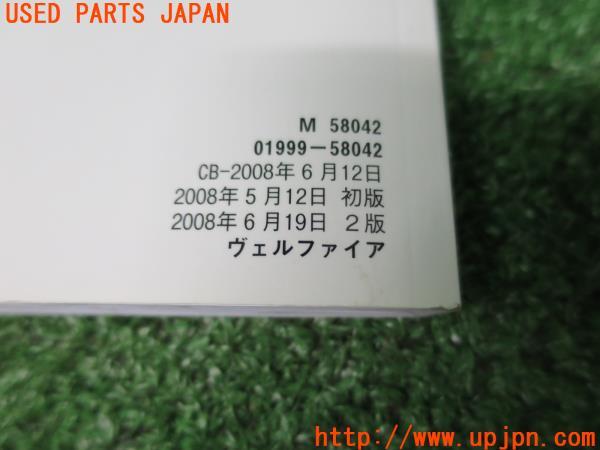 USED PARTS JAPAN
M 58042
01999-58042
CB-2008年6月12日
2008年5月12日 初版
2008年6月19日 2版
ヴェルファイア
http://www.upjpn.com